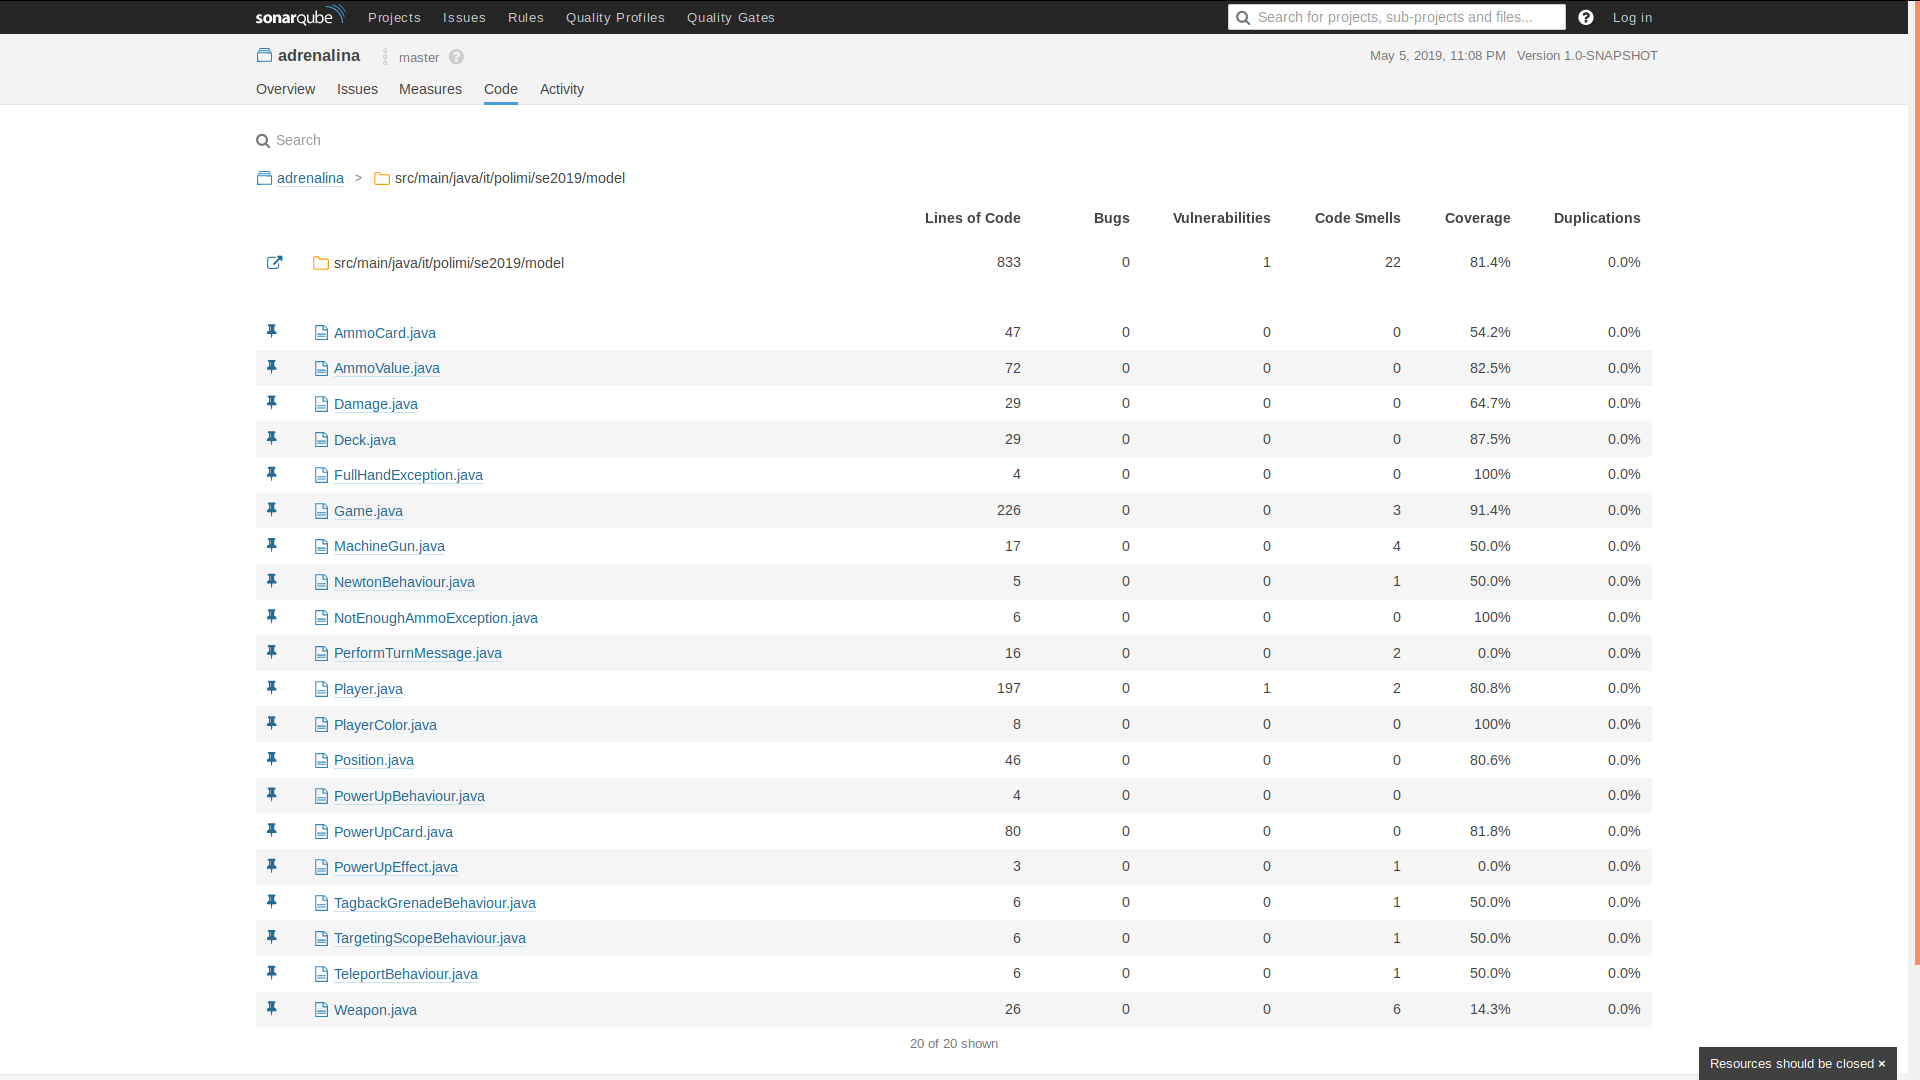 sonarqube Projects Issues Rules Quality Profiles Quality Gates Search for projects, sub-projects and files... ? Log in
adrenalina master ? May 5, 2019, 11:08 PM Version 1.0-SNAPSHOT
Overview Issues Measures Code Activity
Search
adrenalina > src/main/java/it/polimi/se2019/model
Lines of Code Bugs Vulnerabilities Code Smells Coverage Duplications
src/main/java/it/polimi/se2019/model 833 0 1 22 81.4% 0.0%
AmmoCard.java 47 0 0 0 54.2% 0.0%
AmmoValue.java 72 0 0 0 82.5% 0.0%
Damage.java 29 0 0 0 64.7% 0.0%
Deck.java 29 0 0 0 87.5% 0.0%
FullHandException.java 4 0 0 0 100% 0.0%
Game.java 226 0 0 3 91.4% 0.0%
MachineGun.java 17 0 0 4 50.0% 0.0%
NewtonBehaviour.java 5 0 0 1 50.0% 0.0%
NotEnoughAmmoException.java 6 0 0 0 100% 0.0%
PerformTurnMessage.java 16 0 0 2 0.0% 0.0%
Player.java 197 0 1 2 80.8% 0.0%
PlayerColor.java 8 0 0 0 100% 0.0%
Position.java 46 0 0 0 80.6% 0.0%
PowerUpBehaviour.java 4 0 0 0 0.0%
PowerUpCard.java 80 0 0 0 81.8% 0.0%
PowerUpEffect.java 3 0 0 1 0.0% 0.0%
TagbackGrenadeBehaviour.java 6 0 0 1 50.0% 0.0%
TargetingScopeBehaviour.java 6 0 0 1 50.0% 0.0%
TeleportBehaviour.java 6 0 0 1 50.0% 0.0%
Weapon.java 26 0 0 6 14.3% 0.0%
20 of 20 shown
Resources should be closed ×